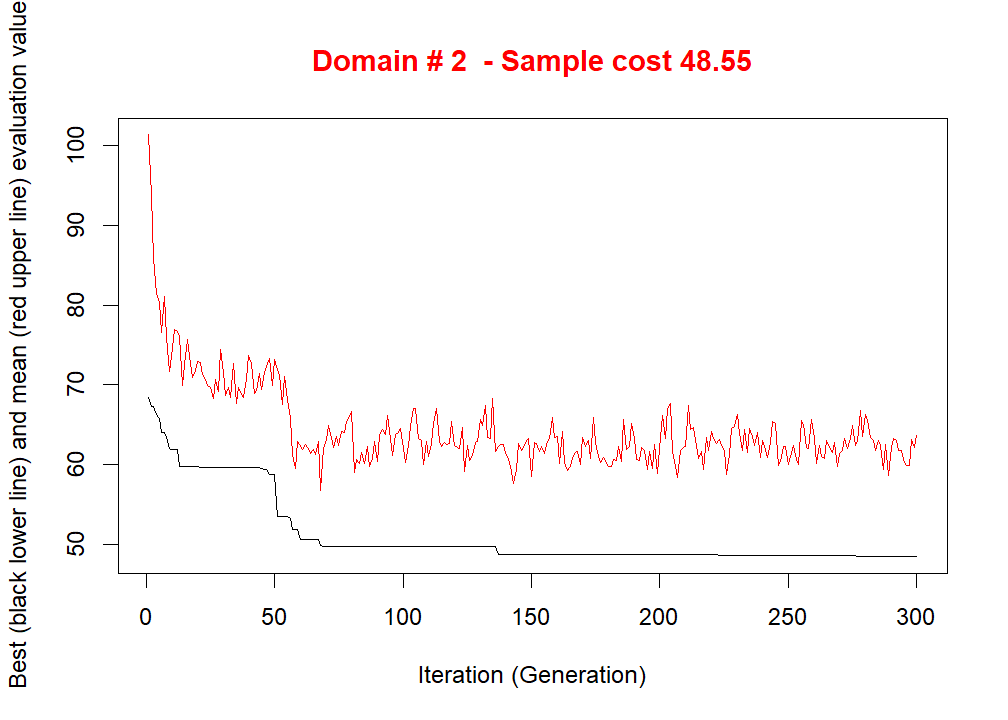 Domain # 2  - Sample cost 48.55
Best (black lower line) and mean (red upper line) evaluation value
100
90
80
70
60
50
0 50 100 150 200 250 300
Iteration (Generation)